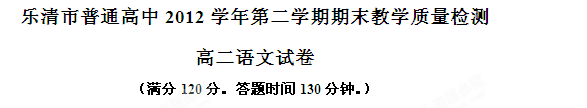 乐清市普通高中 2012 学年第二学期期末教学质量检测
高二语文试卷
（满分 120 分。答题时间 130 分钟。）